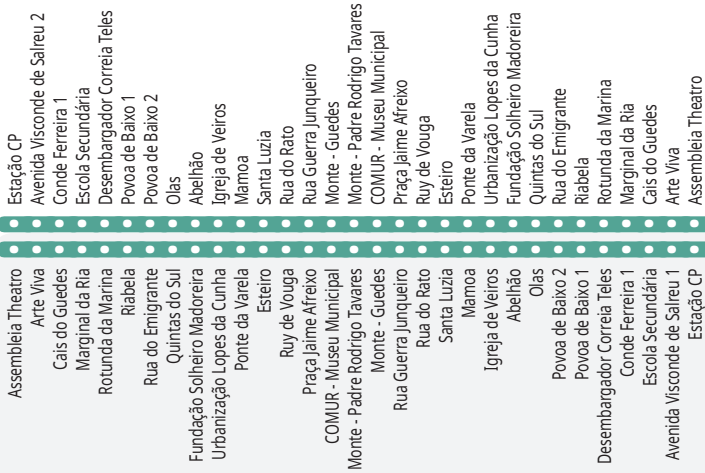 Estação CP
Avenida Visconde de Salreu 2
Conde Ferreira 1
Escola Secundária
Desembargador Correia Teles
Povoa de Baixo 1
Povoa de Baixo 2
Olas
Abelhão
Igreja de Veiros
Mamoa
Santa Luzia
Rua do Rato
Rua Guerra Junqueiro
Monte - Guedes
Monte - Padre Rodrigo Tavares
COMUR - Museu Municipal
Praça Jaime Afreixo
Ruy de Vouga
Esteiro
Ponte da Varela
Urbanização Lopes da Cunha
Fundação Solheiro Madoreira
Quintas do Sul
Rua do Emigrante
Riabela
Rotunda da Marina
Marginal da Ria
Cais do Guedes
Arte Viva
Assembleia Theatro
Assembleia Theatro
Arte Viva
Cais do Guedes
Marginal da Ria
Rotunda da Marina
Riabela
Rua do Emigrante
Quintas do Sul
Fundação Solheiro Madoreira
Urbanização Lopes da Cunha
Ponte da Varela
Esteiro
Ruy de Vouga
Praça Jaime Afreixo
COMUR - Museu Municipal
Monte - Padre Rodrigo Tavares
Monte - Guedes
Rua Guerra Junqueiro
Rua do Rato
Santa Luzia
Mamoa
Igreja de Veiros
Abelhão
Olas
Povoa de Baixo 2
Povoa de Baixo 1
Desembargador Correia Teles
Conde Ferreira 1
Escola Secundária
Avenida Visconde de Salreu 1
Estação CP